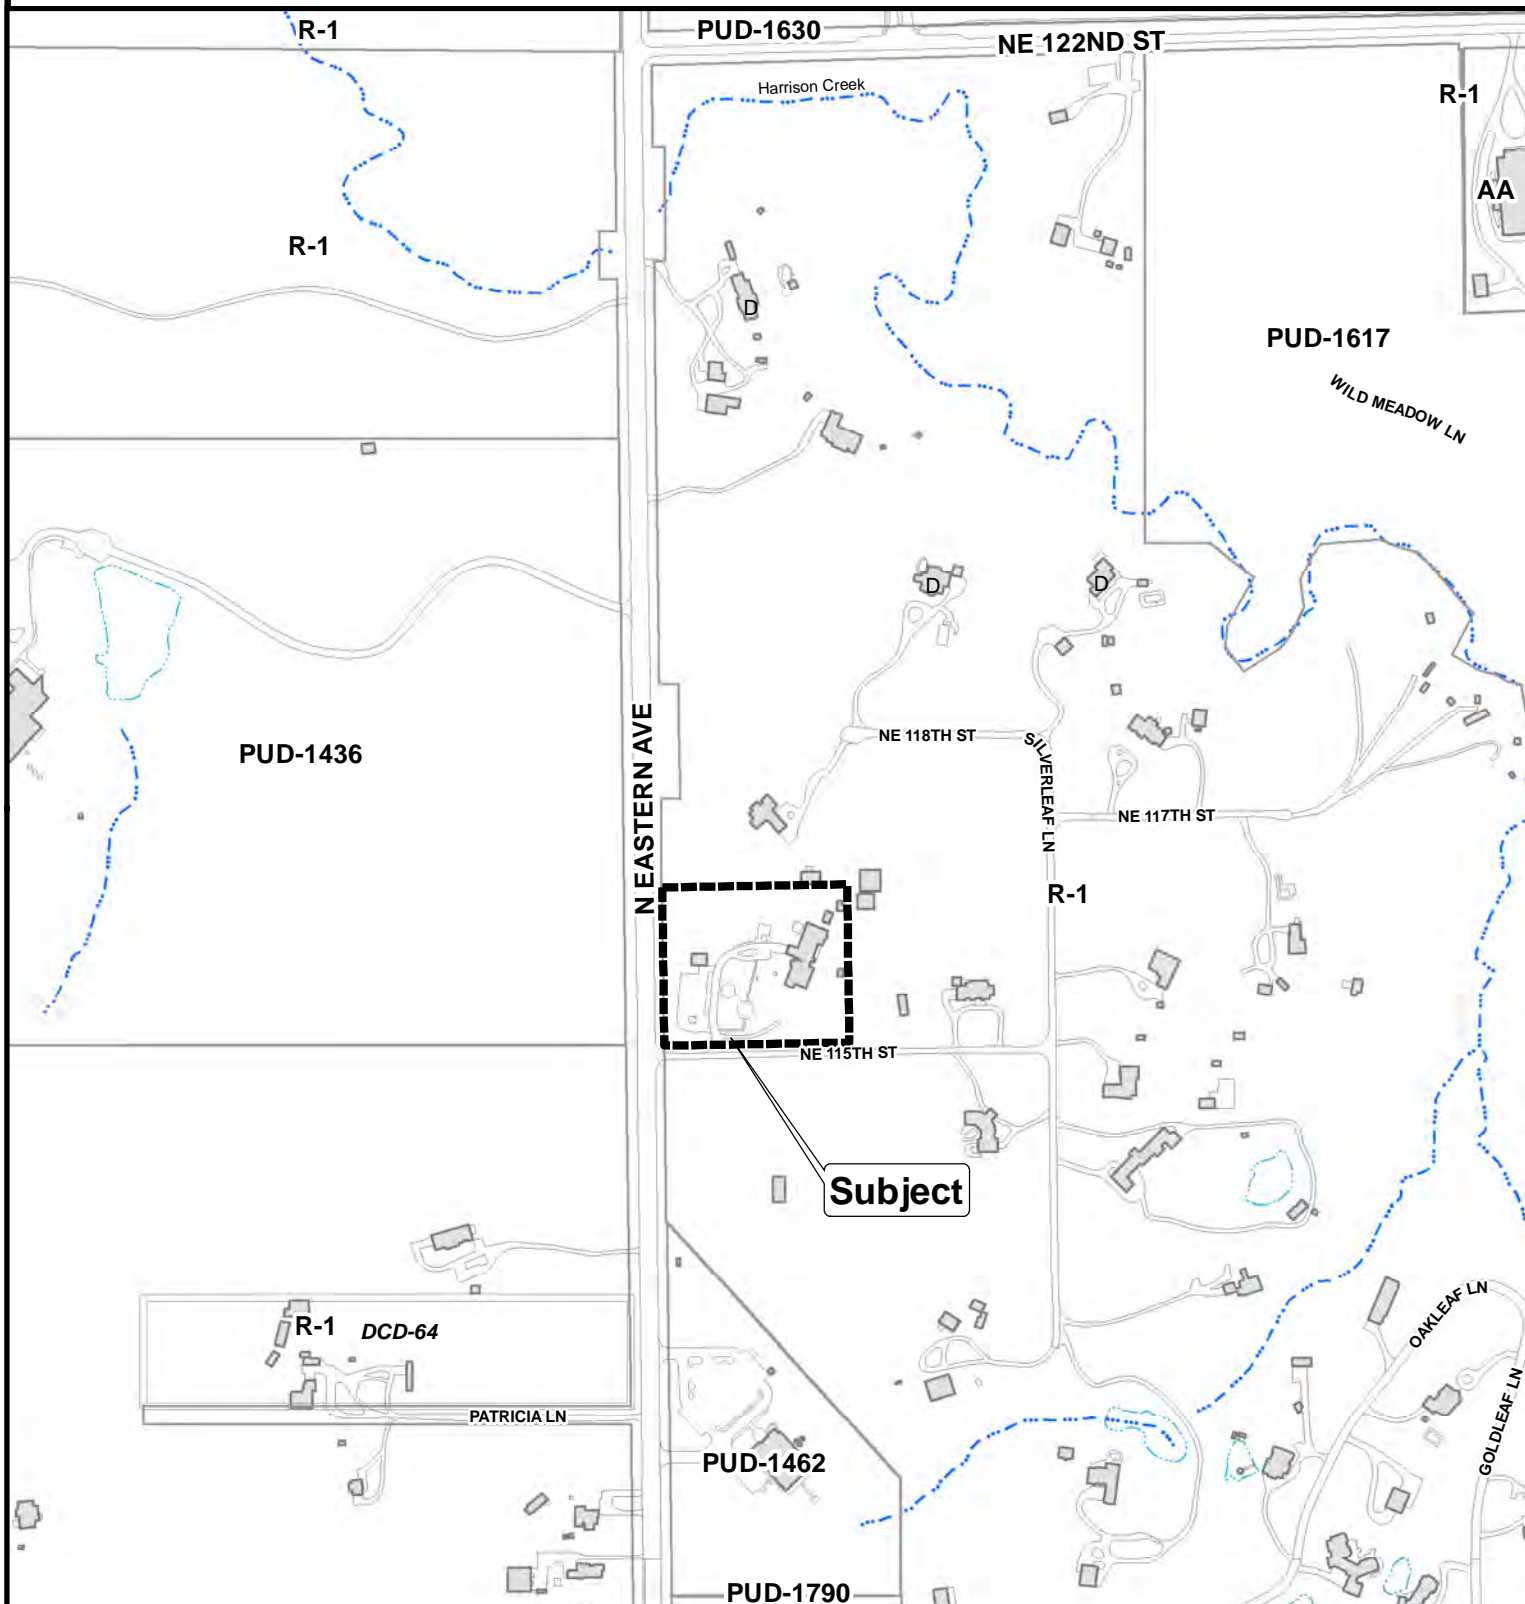 R-1
PUD-1630
NE 122ND ST
Harrison Creek
R-1
AA
R-1
D
PUD-1617
WILD MEADOW LN
D
D
N EASTERN AVE
PUD-1436
NE 118TH ST
SILVERLEAF LN
NE 117TH ST
R-1
NE 115TH ST
Subject
R-1
DCD-64
OAKLEAF LN
GOLDLEAF LN
PATRICIA LN
PUD-1462
PUD-1790